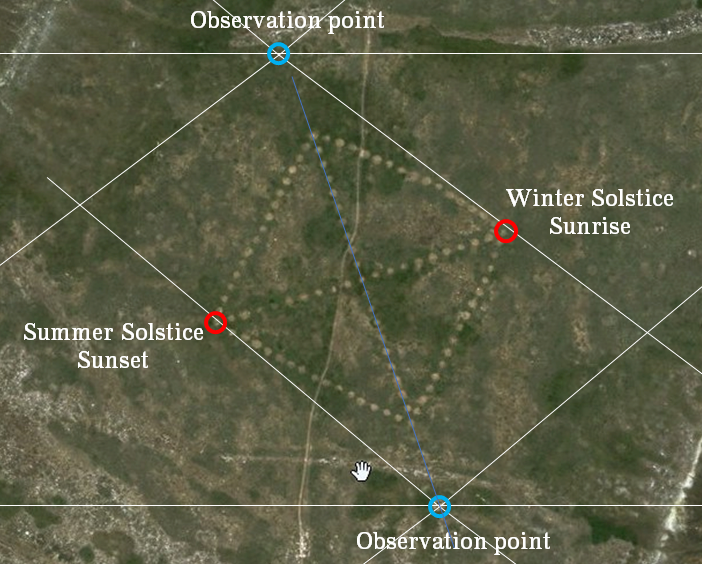 Observation point
Winter Solstice
Sunrise
Summer Solstice
Sunset
Observation point